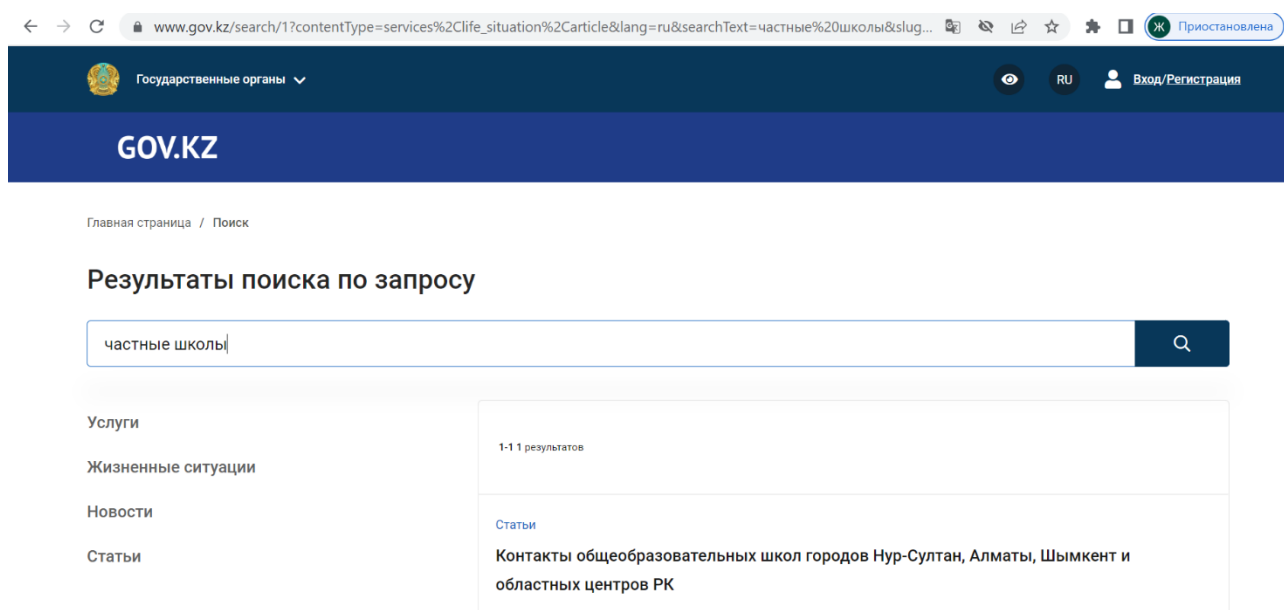 www.gov.kz/search/1?contentType=services%2Clife_situation%2Carticle&lang=ru&searchText=частные%20школы&slug...
Ж Приостановлена
Государственные органы
RU Вход/Регистрация
GOV.KZ
Главная страница / Поиск
Результаты поиска по запросу
частные школы
Услуги
Жизненные ситуации
Новости
Статьи
1-1 1 результатов
Статьи
Контакты общеобразовательных школ городов Нур-Султан, Алматы, Шымкент и
областных центров РК